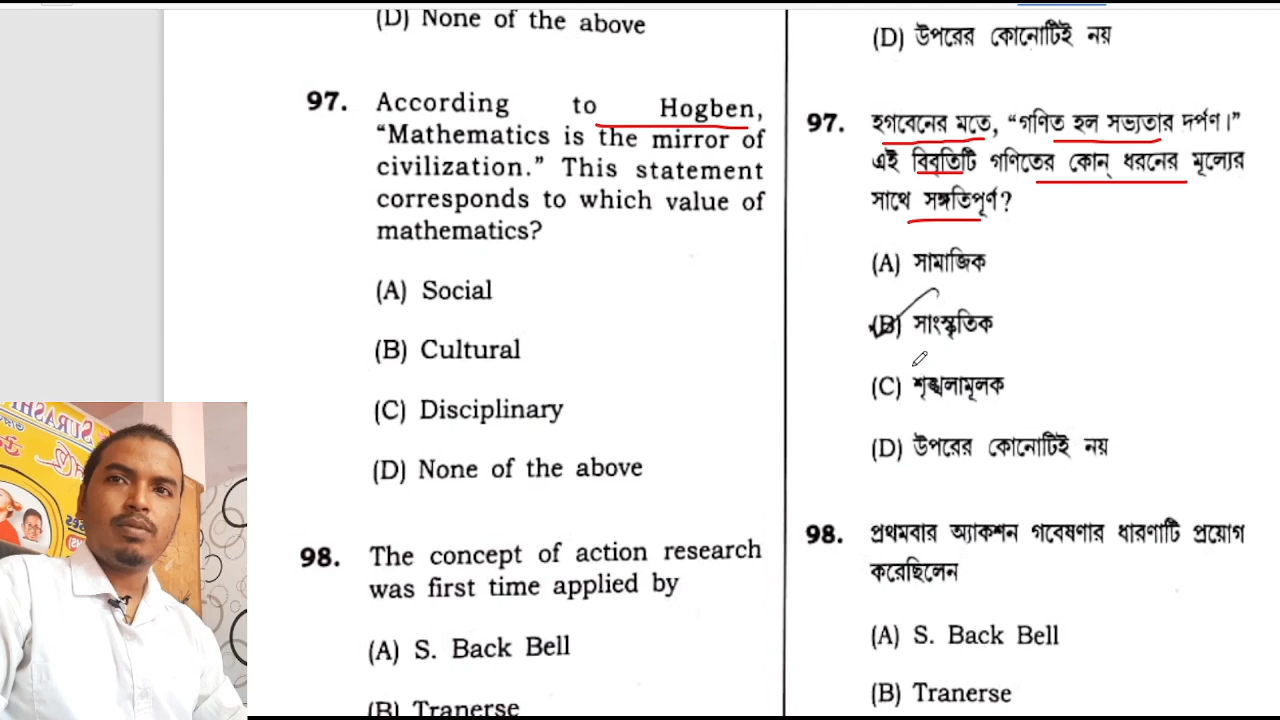 (D) None of the above
97. According to Hogben,
“Mathematics is the mirror of
civilization.” This statement
corresponds to which value of
mathematics?
(A) Social
(B) Cultural
(C) Disciplinary
(D) None of the above
98. The concept of action research
was first time applied by
(A) S. Back Bell
(B) Tranerse
(D) উপরের কোনোটিই নয়
97. হগবেনের মতে, “গণিত হল সভ্যতার দর্পণ।”
এই বিবৃতিটি গণিতের কোন্ ধরনের মূল্যের
সাথে সঙ্গতিপূর্ণ?
(A) সামাজিক
(B) সাংস্কৃতিক
(C) শৃঙ্খলামূলক
(D) উপরের কোনোটিই নয়
98. প্রথমবার অ্যাকশন গবেষণার ধারণাটি প্রয়োগ
করেছিলেন
(A) S. Back Bell
(B) Tranerse